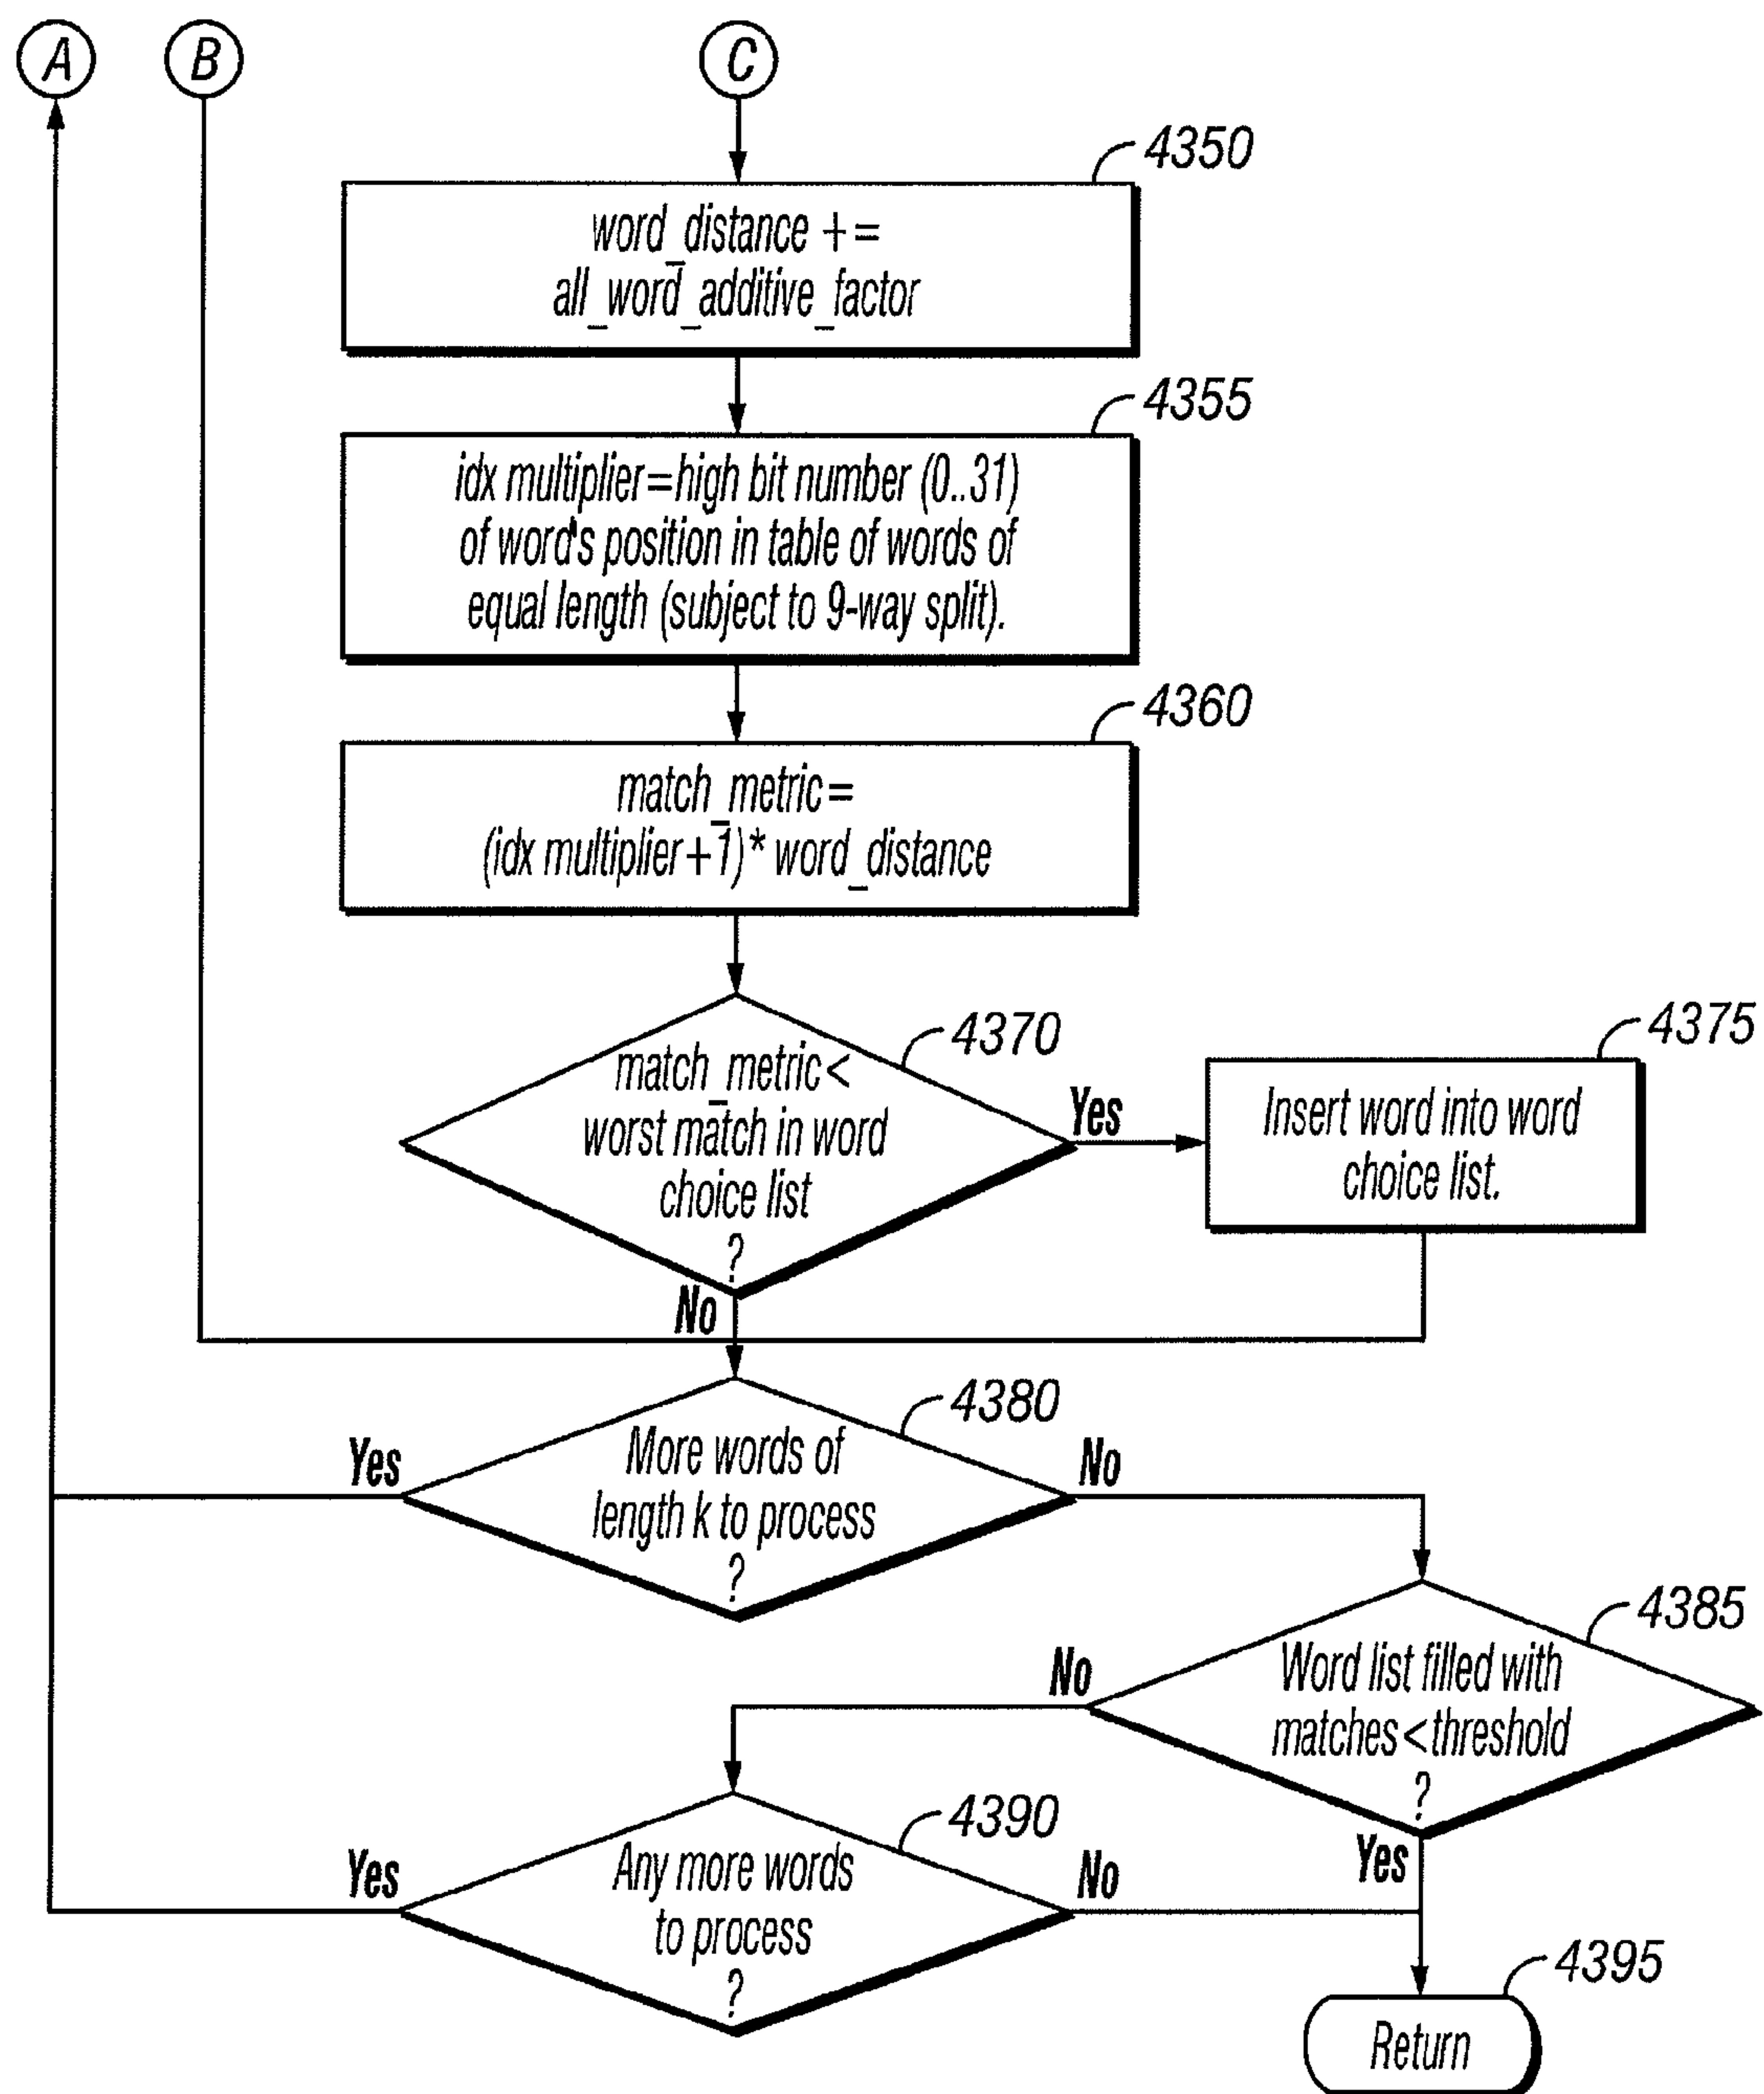 A
B
C
4350
word_distance +=
all_word_additive_factor
4355
idx multiplier=high bit number (0..31)
of word's position in table of words of
equal length (subject to 9-way split).
4360
match_metric=
(idx multiplier+1)* word_distance
4370
match_metric<
worst match in word
choice list
?
Yes
No
4375
Insert word into word
choice list.
4380
More words of
length k to process
?
Yes
No
4385
Word list filled with
matches<threshold
?
No
Yes
4390
Any more words
to process
?
Yes
No
4395
Return